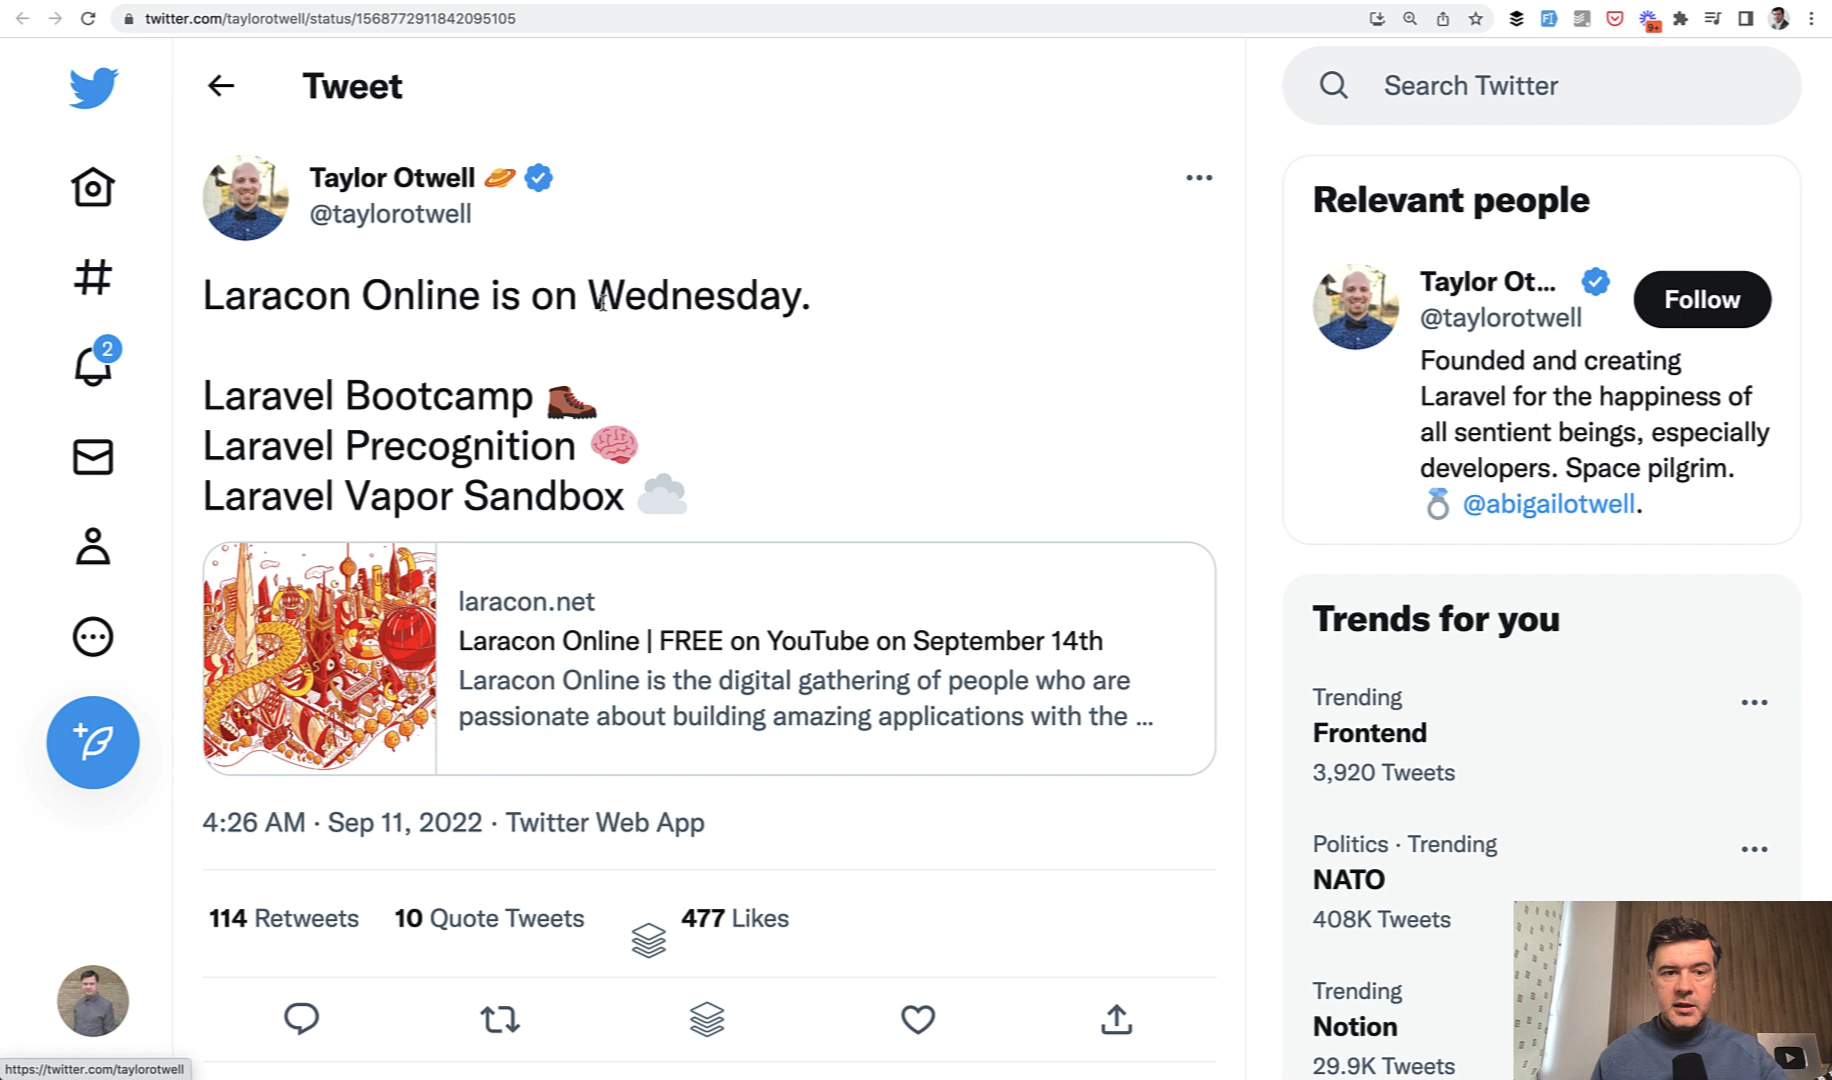 twitter.com/taylorotwell/status/1568772911842095105
9+
Tweet
Search Twitter
Taylor Otwell
@taylorotwell
Laracon Online is on Wednesday.
Laravel Bootcamp
Laravel Precognition
Laravel Vapor Sandbox
laracon.net
Laracon Online | FREE on YouTube on September 14th
Laracon Online is the digital gathering of people who are
passionate about building amazing applications with the ...
4:26 AM · Sep 11, 2022 · Twitter Web App
114 Retweets 10 Quote Tweets 477 Likes
2
Relevant people
Taylor Ot...
@taylorotwell
Follow
Founded and creating
Laravel for the happiness of
all sentient beings, especially
developers. Space pilgrim.
@abigailotwell.
Trends for you
Trending
Frontend
3,920 Tweets
Politics · Trending
NATO
408K Tweets
Trending
Notion
29.9K Tweets
https://twitter.com/taylorotwell